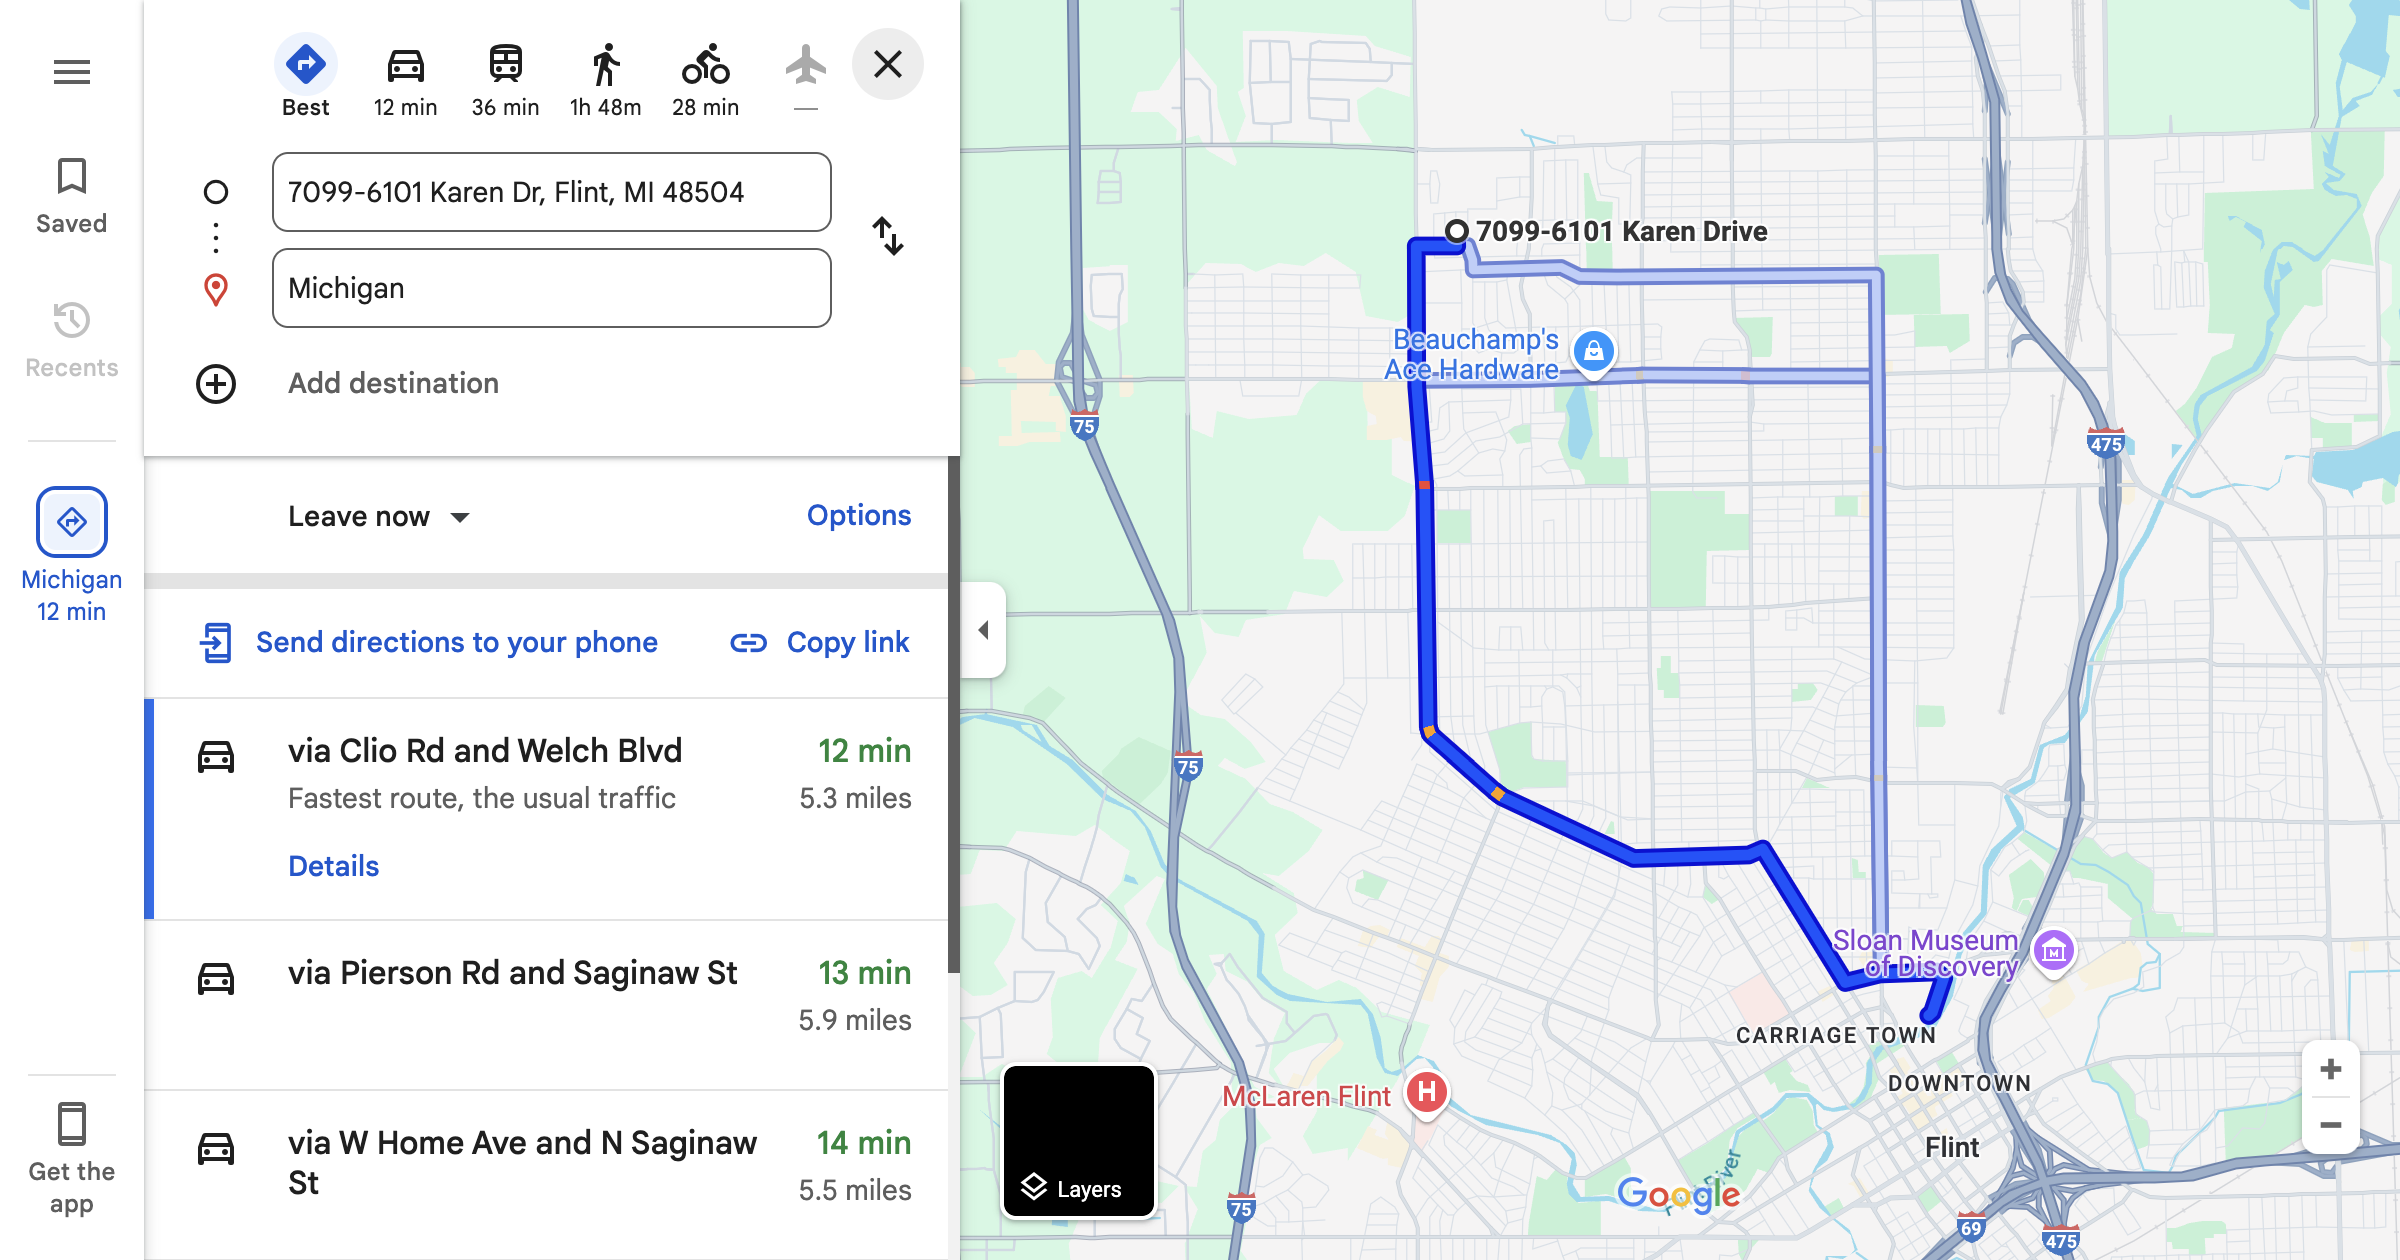 Best
12 min
36 min
1h 48m
28 min
—
7099-6101 Karen Dr, Flint, MI 48504
Michigan
Add destination
Saved
Recents
Michigan
12 min
Get the
app
Leave now
Options
Send directions to your phone
Copy link
via Clio Rd and Welch Blvd
12 min
Fastest route, the usual traffic
5.3 miles
Details
via Pierson Rd and Saginaw St
13 min
5.9 miles
via W Home Ave and N Saginaw
St
14 min
5.5 miles
7099-6101 Karen Drive
Beauchamp's
Ace Hardware
75
475
75
Sloan Museum
of Discovery
M
CARRIAGE TOWN
DOWNTOWN
McLaren Flint
H
Flint
River
Google
Layers
75
69
475
+
−